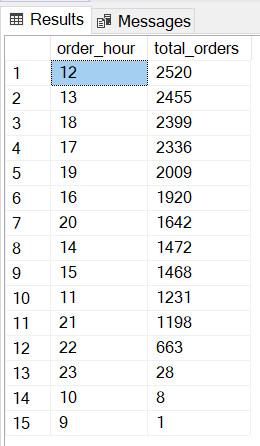 Results Messages
order_hour total_orders
1 12 2520
2 13 2455
3 18 2399
4 17 2336
5 19 2009
6 16 1920
7 20 1642
8 14 1472
9 15 1468
10 11 1231
11 21 1198
12 22 663
13 23 28
14 10 8
15 9 1